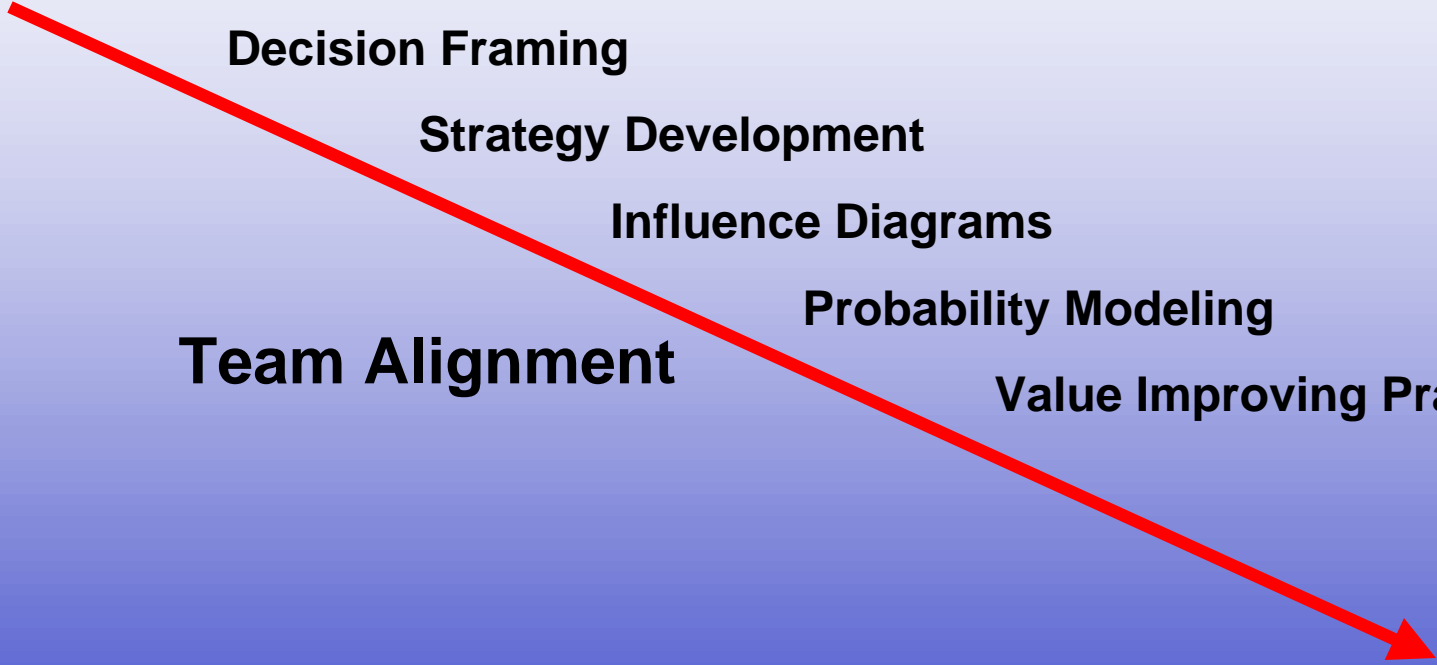 Decision Framing
Strategy Development
Influence Diagrams
Probability Modeling
Team Alignment
Value Improving